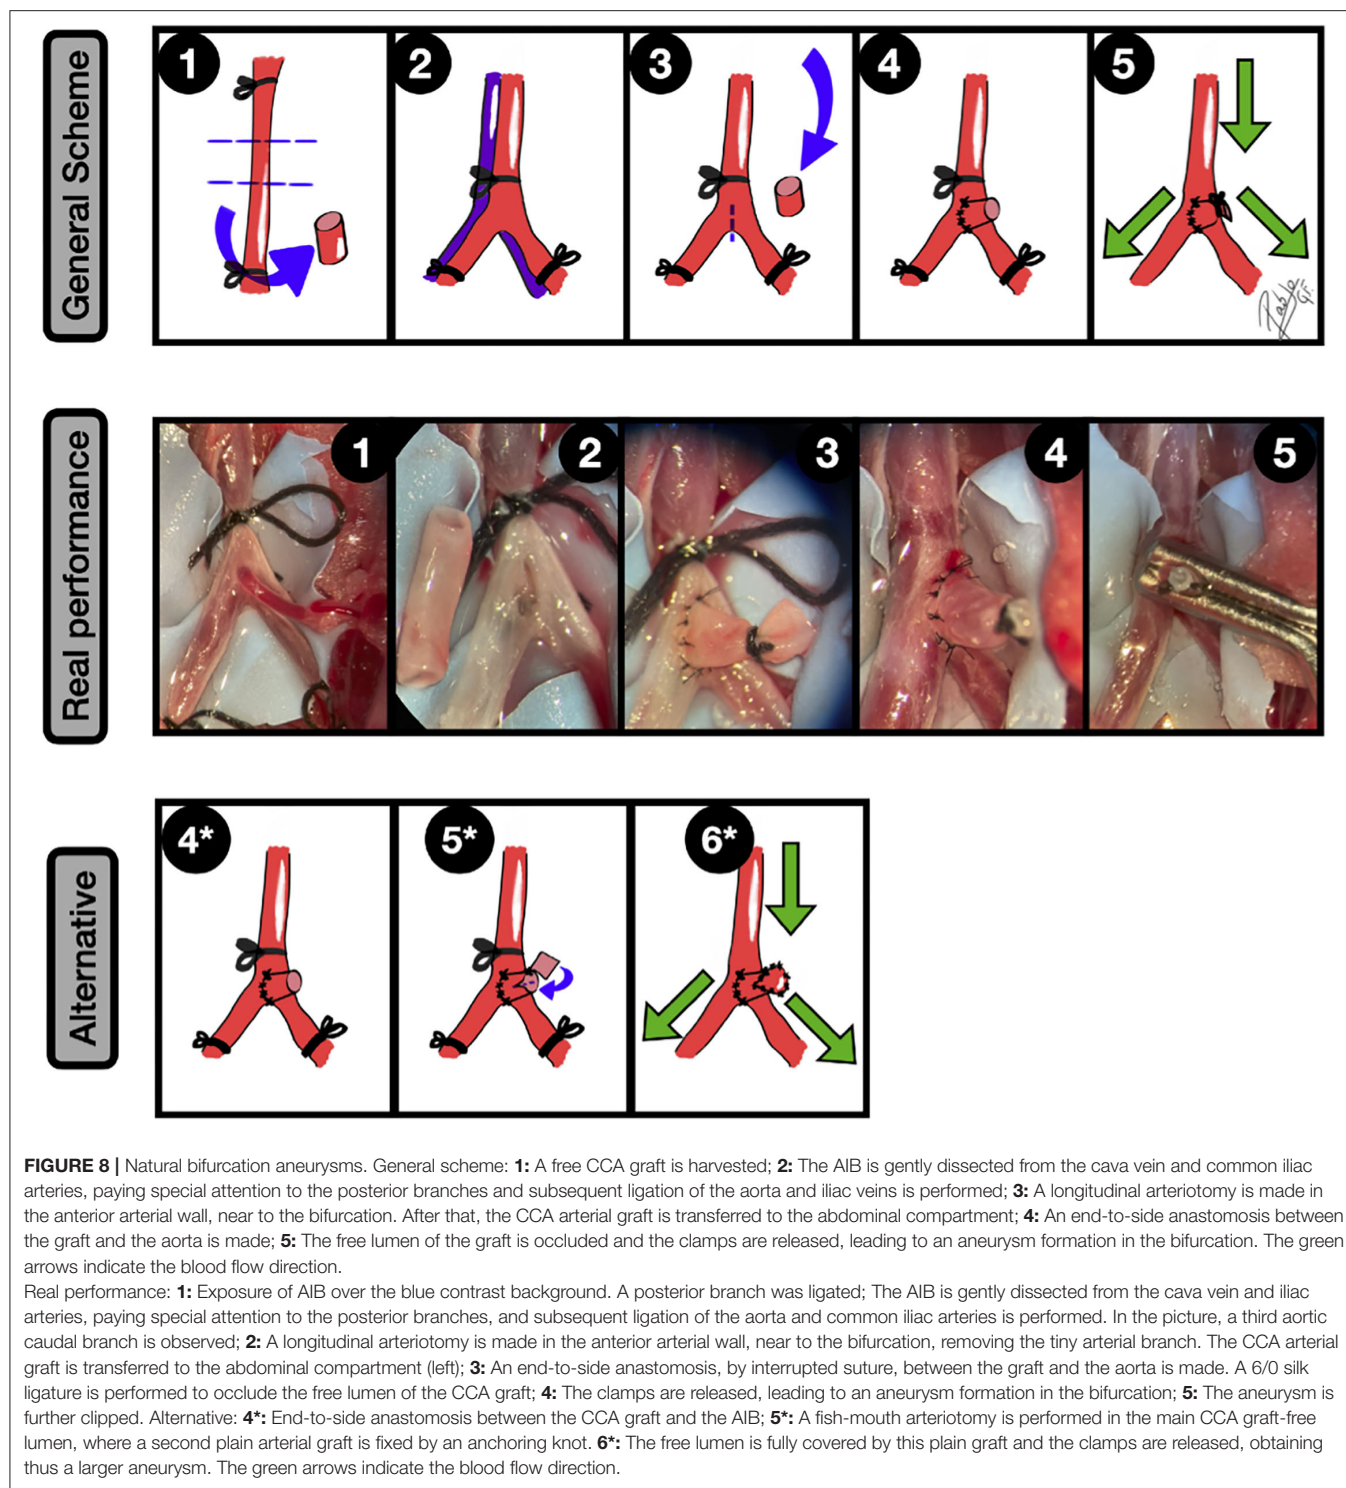 General Scheme
1
2
3
4
5
Real performance
1
2
3
4
5
Alternative
4*
5*
6*
FIGURE 8 | Natural bifurcation aneurysms. General scheme: 1: A free CCA graft is harvested; 2: The AIB is gently dissected from the cava vein and common iliac
arteries, paying special attention to the posterior branches and subsequent ligation of the aorta and iliac veins is performed; 3: A longitudinal arteriotomy is made in
the anterior arterial wall, near to the bifurcation. After that, the CCA arterial graft is transferred to the abdominal compartment; 4: An end-to-side anastomosis between
the graft and the aorta is made; 5: The free lumen of the graft is occluded and the clamps are released, leading to an aneurysm formation in the bifurcation. The green
arrows indicate the blood flow direction.
Real performance: 1: Exposure of AIB over the blue contrast background. A posterior branch was ligated; The AIB is gently dissected from the cava vein and iliac
arteries, paying special attention to the posterior branches, and subsequent ligation of the aorta and common iliac arteries is performed. In the picture, a third aortic
caudal branch is observed; 2: A longitudinal arteriotomy is made in the anterior arterial wall, near to the bifurcation, removing the tiny arterial branch. The CCA arterial
graft is transferred to the abdominal compartment (left); 3: An end-to-side anastomosis, by interrupted suture, between the graft and the aorta is made. A 6/0 silk
ligature is performed to occlude the free lumen of the CCA graft; 4: The clamps are released, leading to an aneurysm formation in the bifurcation; 5: The aneurysm is
further clipped. Alternative: 4*: End-to-side anastomosis between the CCA graft and the AIB; 5*: A fish-mouth arteriotomy is performed in the main CCA graft-free
lumen, where a second plain arterial graft is fixed by an anchoring knot. 6*: The free lumen is fully covered by this plain graft and the clamps are released, obtaining
thus a larger aneurysm. The green arrows indicate the blood flow direction.